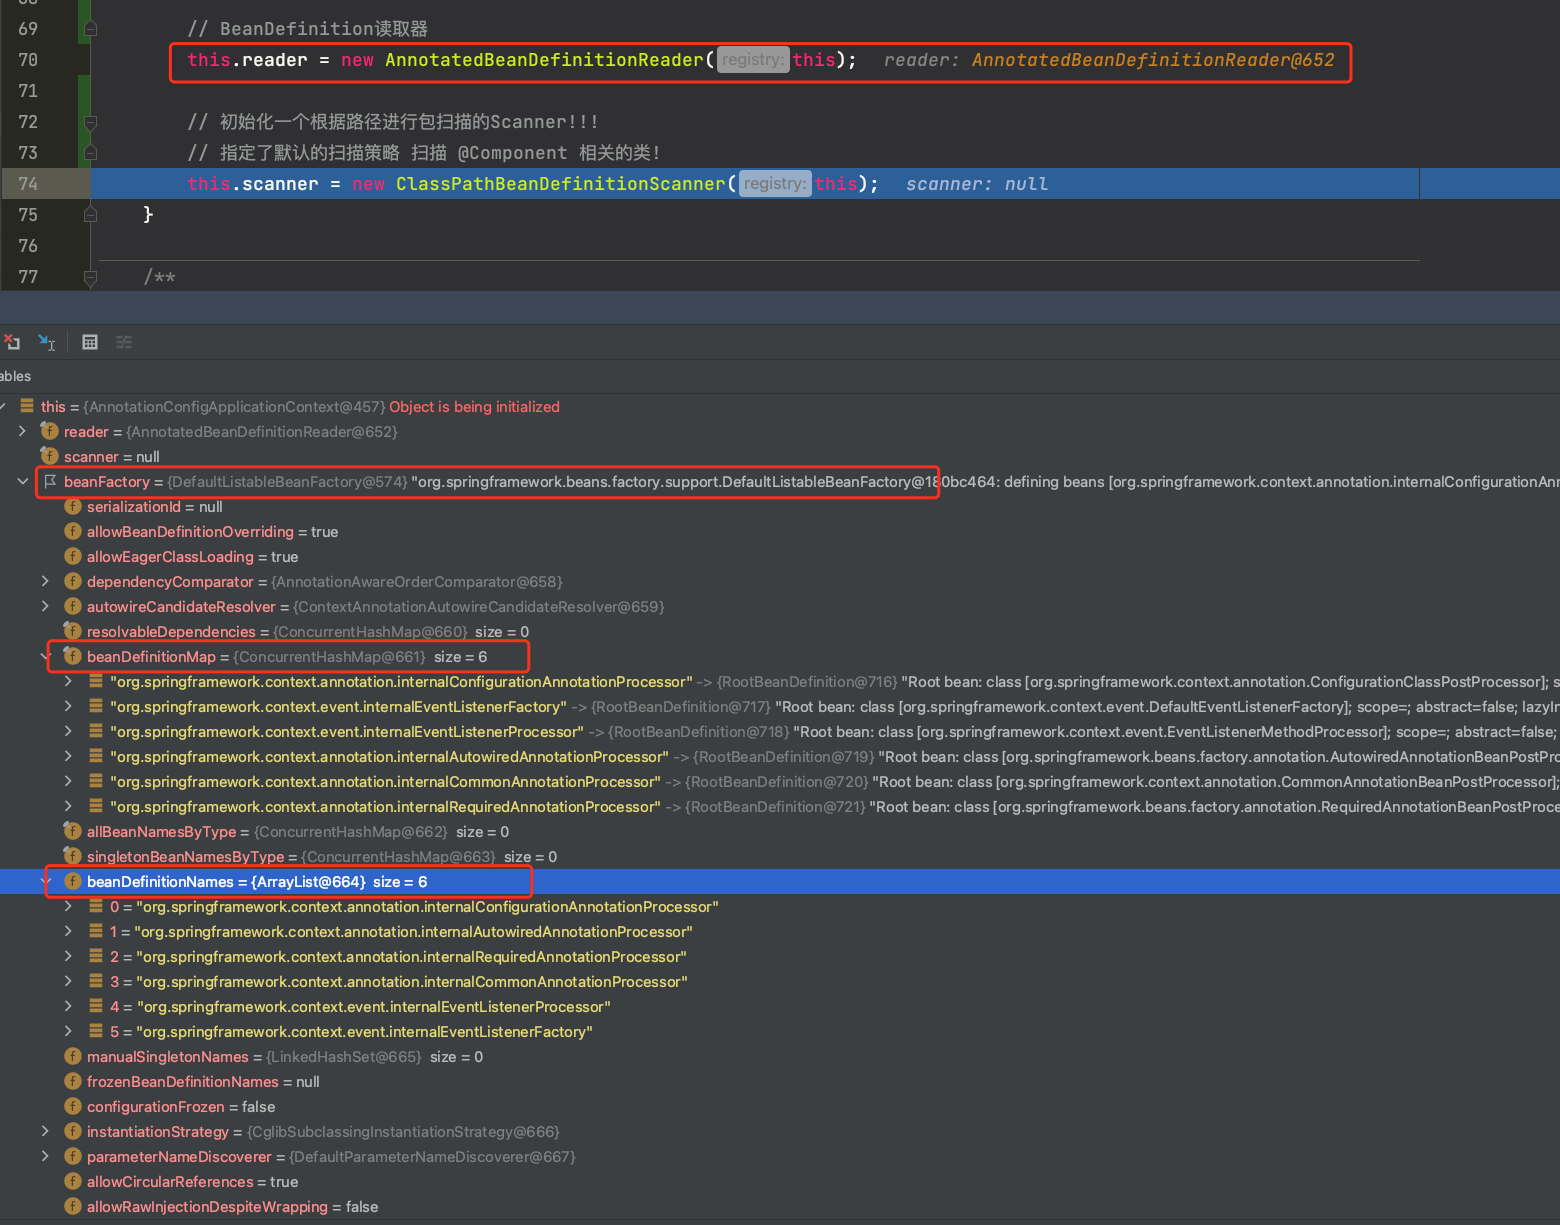 69 // BeanDefinition读取器
70 this.reader = new AnnotatedBeanDefinitionReader( registry: this); reader: AnnotatedBeanDefinitionReader@652
71
72 // 初始化一个根据路径进行包扫描的Scanner!!!
73 // 指定了默认的扫描策略 扫描 @Component 相关的类!
74 this.scanner = new ClassPathBeanDefinitionScanner( registry: this); scanner: null
75 }
76
77 /**
ables
this = {AnnotationConfigApplicationContext@457} Object is being initialized
reader = {AnnotatedBeanDefinitionReader@652}
scanner = null
beanFactory = {DefaultListableBeanFactory@574} "org.springframework.beans.factory.support.DefaultListableBeanFactory@180bc464: defining beans [org.springframework.context.annotation.internalConfigurationAnn
serializationId = null
allowBeanDefinitionOverriding = true
allowEagerClassLoading = true
dependencyComparator = {AnnotationAwareOrderComparator@658}
autowireCandidateResolver = {ContextAnnotationAutowireCandidateResolver@659}
resolvableDependencies = {ConcurrentHashMap@660} size = 0
beanDefinitionMap = {ConcurrentHashMap@661} size = 6
"org.springframework.context.annotation.internalConfigurationAnnotationProcessor" -> {RootBeanDefinition@716} "Root bean: class [org.springframework.context.annotation.ConfigurationClassPostProcessor]; s
"org.springframework.context.event.internalEventListenerFactory" -> {RootBeanDefinition@717} "Root bean: class [org.springframework.context.event.DefaultEventListenerFactory]; scope=; abstract=false; lazyIn
"org.springframework.context.event.internalEventListenerProcessor" -> {RootBeanDefinition@718} "Root bean: class [org.springframework.context.event.EventListenerMethodProcessor]; scope=; abstract=false;
"org.springframework.context.annotation.internalAutowiredAnnotationProcessor" -> {RootBeanDefinition@719} "Root bean: class [org.springframework.beans.factory.annotation.AutowiredAnnotationBeanPostPro
"org.springframework.context.annotation.internalCommonAnnotationProcessor" -> {RootBeanDefinition@720} "Root bean: class [org.springframework.context.annotation.CommonAnnotationBeanPostProcessor];
"org.springframework.context.annotation.internalRequiredAnnotationProcessor" -> {RootBeanDefinition@721} "Root bean: class [org.springframework.beans.factory.annotation.RequiredAnnotationBeanPostProce
allBeanNamesByType = {ConcurrentHashMap@662} size = 0
singletonBeanNamesByType = {ConcurrentHashMap@663} size = 0
beanDefinitionNames = {ArrayList@664} size = 6
0 = "org.springframework.context.annotation.internalConfigurationAnnotationProcessor"
1 = "org.springframework.context.annotation.internalAutowiredAnnotationProcessor"
2 = "org.springframework.context.annotation.internalRequiredAnnotationProcessor"
3 = "org.springframework.context.annotation.internalCommonAnnotationProcessor"
4 = "org.springframework.context.event.internalEventListenerProcessor"
5 = "org.springframework.context.event.internalEventListenerFactory"
manualSingletonNames = {LinkedHashSet@665} size = 0
frozenBeanDefinitionNames = null
configurationFrozen = false
instantiationStrategy = {CglibSubclassingInstantiationStrategy@666}
parameterNameDiscoverer = {DefaultParameterNameDiscoverer@667}
allowCircularReferences = true
allowRawInjectionDespiteWrapping = false